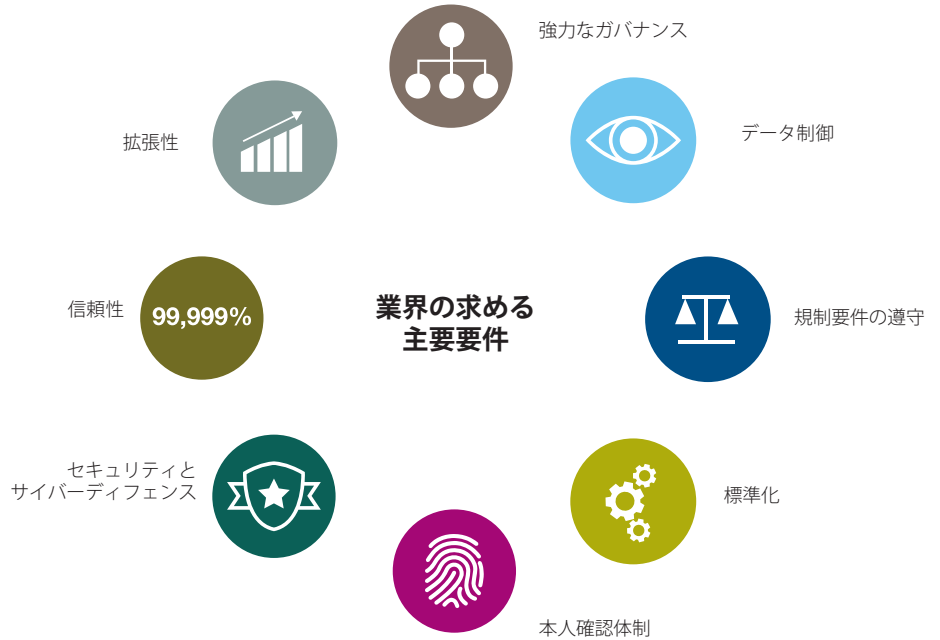 強力なガバナンス
データ制御
拡張性
信頼性
99,999%
業界の求める
主要要件
規制要件の遵守
セキュリティと
サイバーディフェンス
標準化
本人確認体制